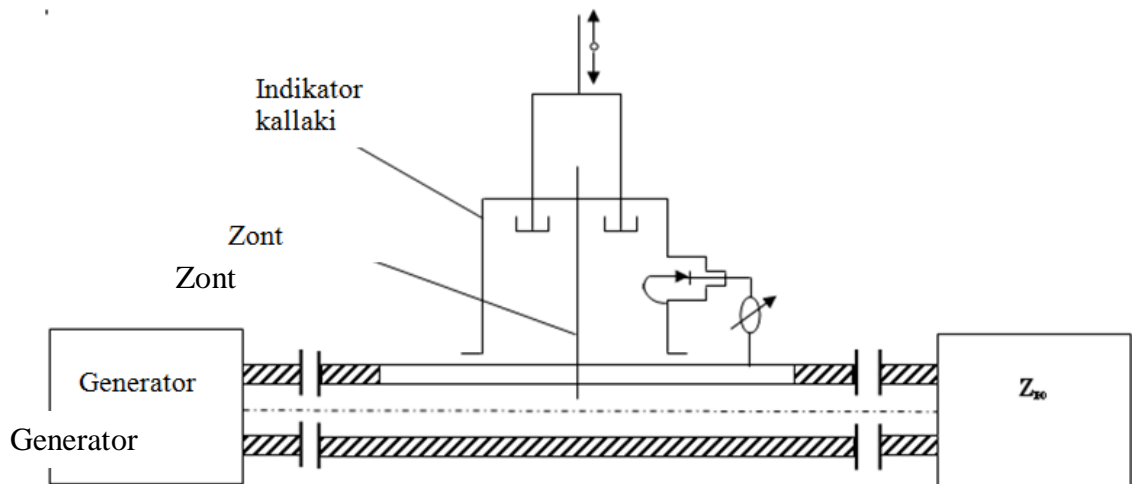 Indikator
kallaki
Zont
Zont
Generator
Generator